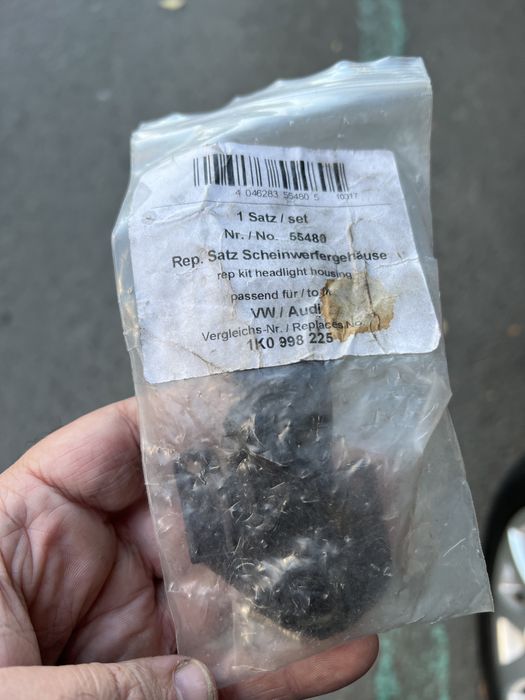 4 046283 55480 5 10317
1 Satz / set
Nr. / No. 55480
Rep. Satz Scheinwerfergehäuse
rep kit headlight housing
passend für / to
VW / Audi
Vergleichs-Nr. / Replaces No.
1K0 998 225